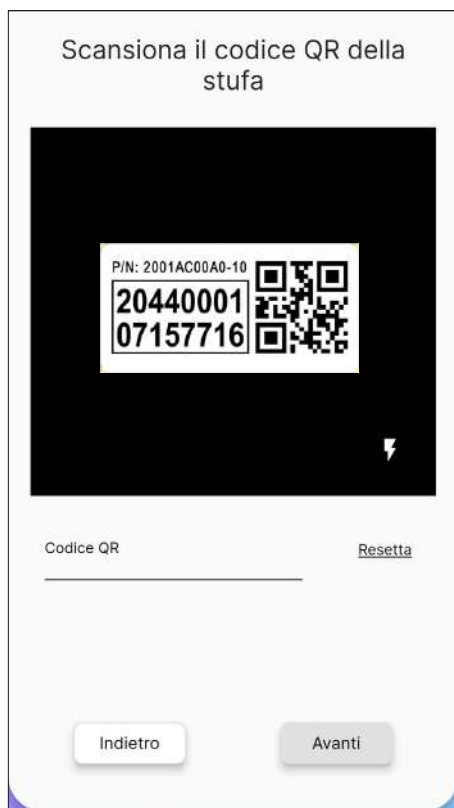 Scansiona il codice QR della
stufa
P/N: 2001AC00A0-10
20440001
07157716
Codice QR
Resetta
Indietro
Avanti